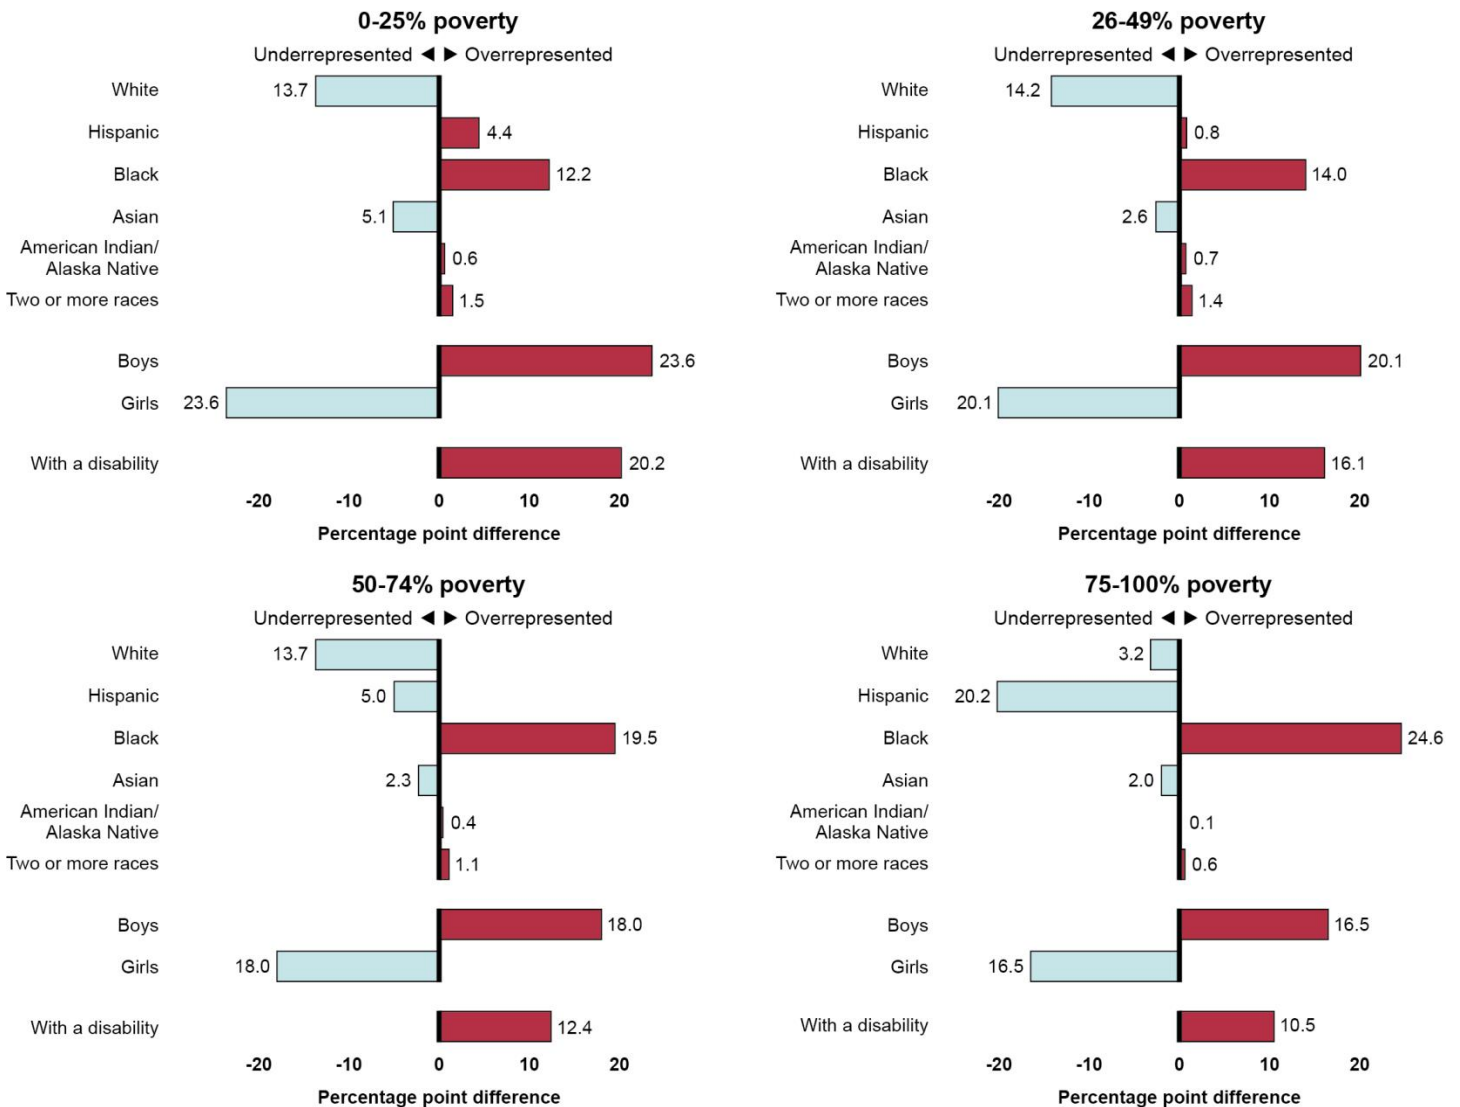 0-25% poverty
Underrepresented ◀ ▶ Overrepresented
White 13.7
Hispanic 4.4
Black 12.2
Asian 5.1
American Indian/
Alaska Native 0.6
Two or more races 1.5
Boys 23.6
Girls 23.6
With a disability 20.2
-20 -10 0 10 20
Percentage point difference
26-49% poverty
Underrepresented ◀ ▶ Overrepresented
White 14.2
Hispanic 0.8
Black 14.0
Asian 2.6
American Indian/
Alaska Native 0.7
Two or more races 1.4
Boys 20.1
Girls 20.1
With a disability 16.1
-20 -10 0 10 20
Percentage point difference
50-74% poverty
Underrepresented ◀ ▶ Overrepresented
White 13.7
Hispanic 5.0
Black 19.5
Asian 2.3
American Indian/
Alaska Native 0.4
Two or more races 1.1
Boys 18.0
Girls 18.0
With a disability 12.4
-20 -10 0 10 20
Percentage point difference
75-100% poverty
Underrepresented ◀ ▶ Overrepresented
White 3.2
Hispanic 20.2
Black 24.6
Asian 2.0
American Indian/
Alaska Native 0.1
Two or more races 0.6
Boys 16.5
Girls 16.5
With a disability 10.5
-20 -10 0 10 20
Percentage point difference